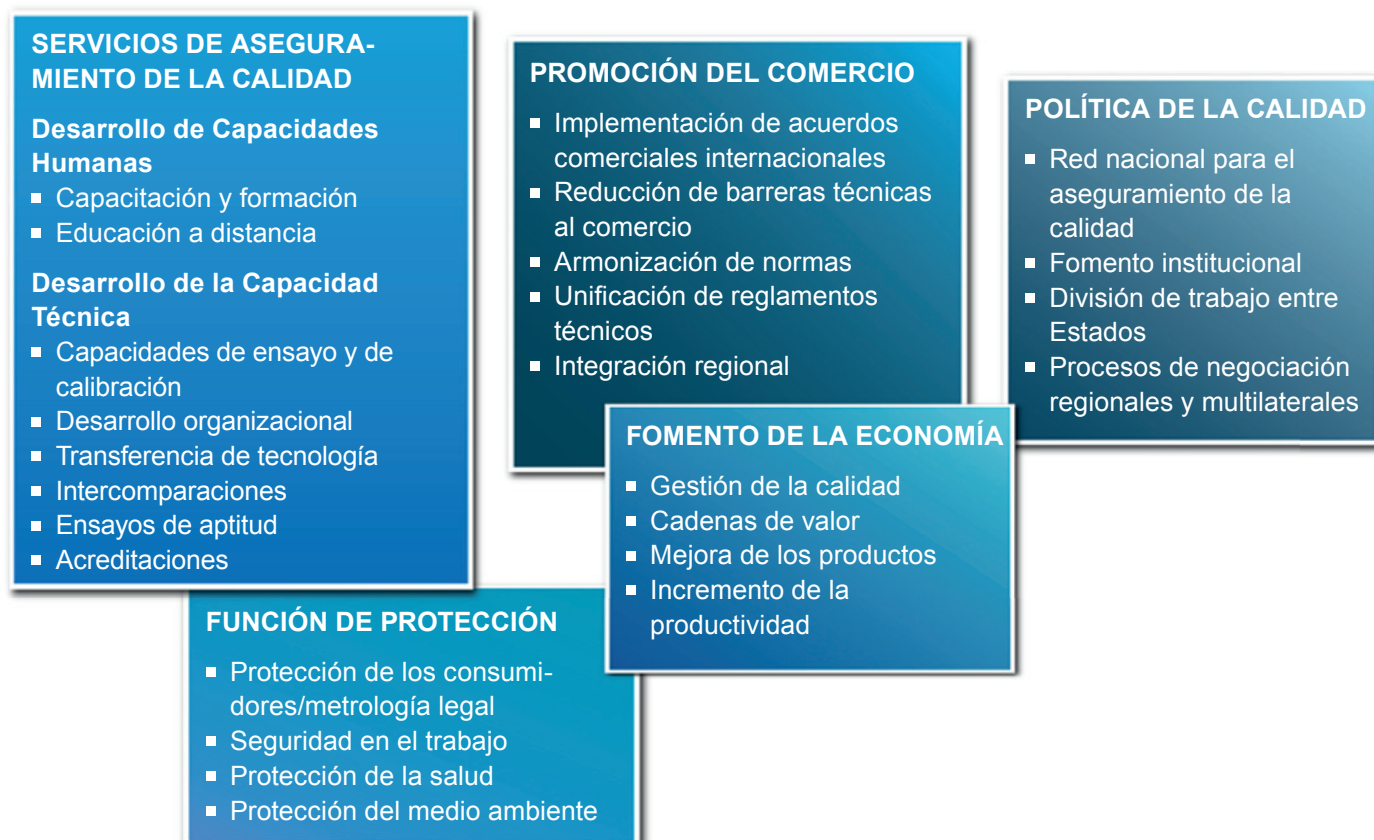 SERVICIOS DE ASEGURA-
MIENTO DE LA CALIDAD
Desarrollo de Capacidades
Humanas
▪ Capacitación y formación
▪ Educación a distancia
Desarrollo de la Capacidad
Técnica
▪ Capacidades de ensayo y de
calibración
▪ Desarrollo organizacional
▪ Transferencia de tecnología
▪ Intercomparaciones
▪ Ensayos de aptitud
▪ Acreditaciones
PROMOCIÓN DEL COMERCIO
▪ Implementación de acuerdos
comerciales internacionales
▪ Reducción de barreras técnicas
al comercio
▪ Armonización de normas
▪ Unificación de reglamentos
técnicos
▪ Integración regional
POLÍTICA DE LA CALIDAD
▪ Red nacional para el
aseguramiento de la
calidad
▪ Fomento institucional
▪ División de trabajo entre
Estados
▪ Procesos de negociación
regionales y multilaterales
FOMENTO DE LA ECONOMÍA
▪ Gestión de la calidad
▪ Cadenas de valor
▪ Mejora de los productos
▪ Incremento de la
productividad
FUNCIÓN DE PROTECCIÓN
▪ Protección de los consumi-
dores/metrología legal
▪ Seguridad en el trabajo
▪ Protección de la salud
▪ Protección del medio ambiente